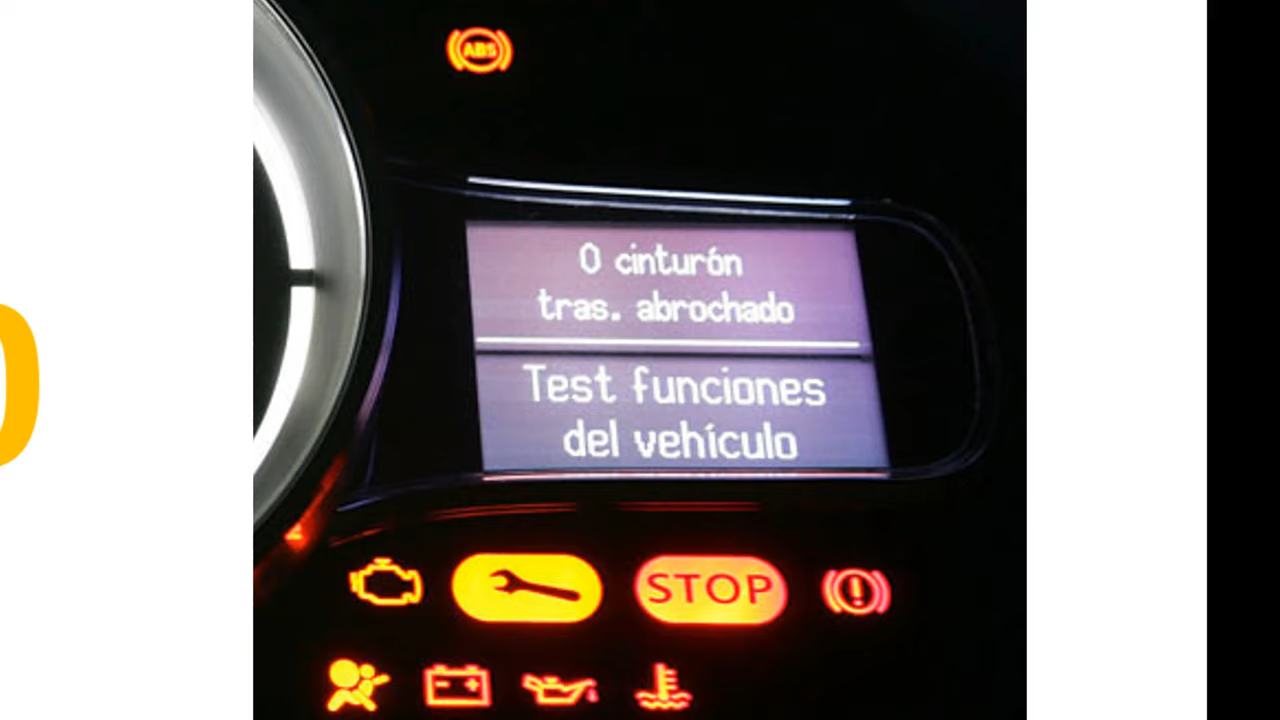 ABS
0 cinturón
tras. abrochado
Test funciones
del vehículo
STOP